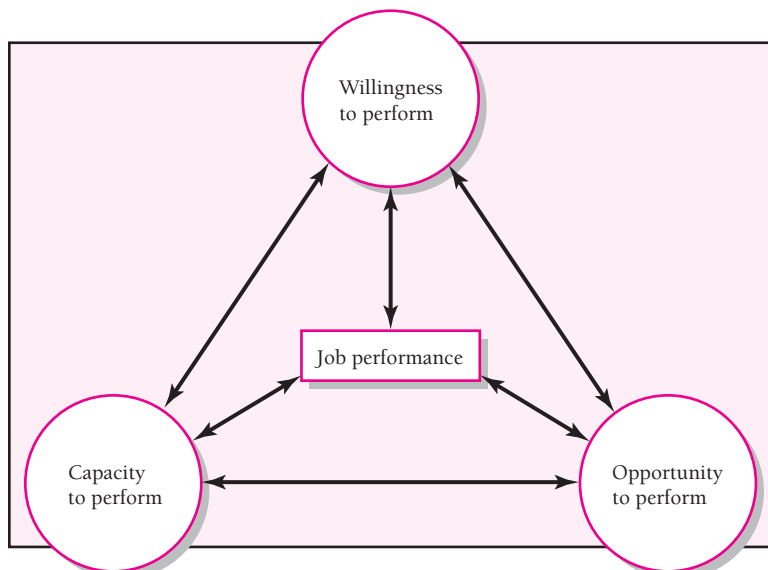 Willingness
to perform
Job performance
Capacity
to perform
Opportunity
to perform